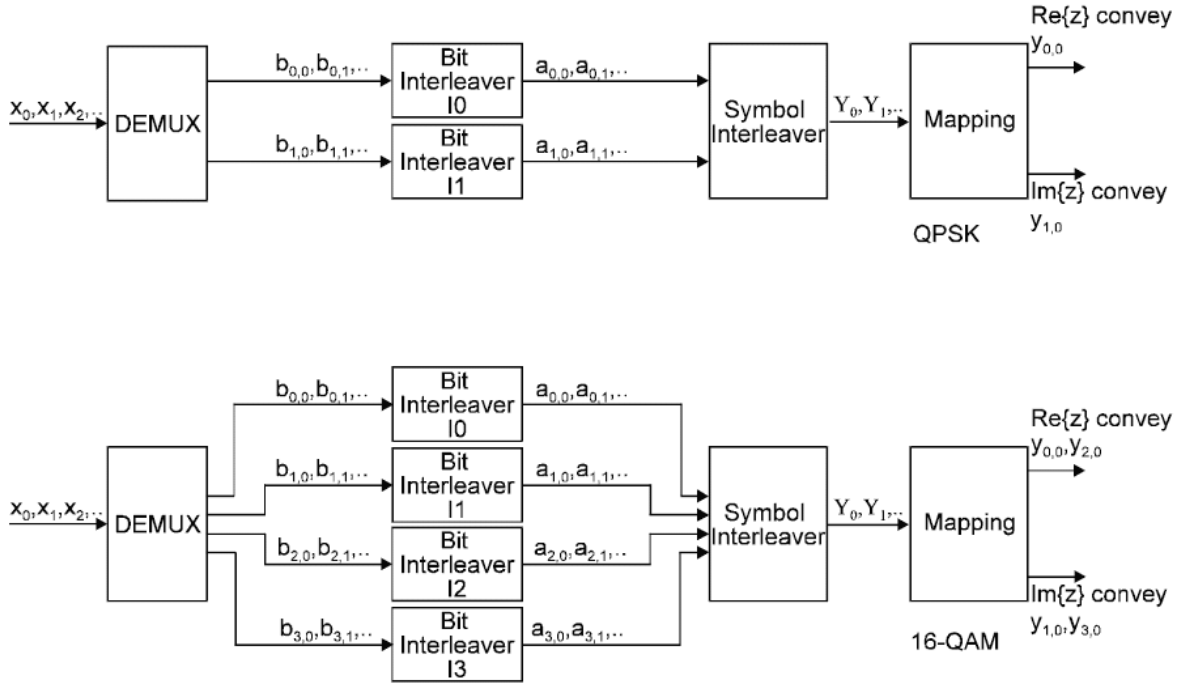 Re{z} convey
y0,0
b0,0,b0,1,..
Bit
Interleaver
I0
a0,0,a0,1,..
x0,x1,x2,..
DEMUX
Symbol
Interleaver
Y0,Y1,..
Mapping
b1,0,b1,1,..
Bit
Interleaver
I1
a1,0,a1,1,..
Im{z} convey
y1,0
QPSK
b0,0,b0,1,..
Bit
Interleaver
I0
a0,0,a0,1,..
Re{z} convey
y0,0,y2,0
b1,0,b1,1,..
Bit
Interleaver
I1
a1,0,a1,1,..
x0,x1,x2,..
DEMUX
Symbol
Interleaver
Y0,Y1,..
Mapping
b2,0,b2,1,..
Bit
Interleaver
I2
a2,0,a2,1,..
Im{z} convey
y1,0,y3,0
b3,0,b3,1,..
Bit
Interleaver
I3
a3,0,a3,1,..
16-QAM